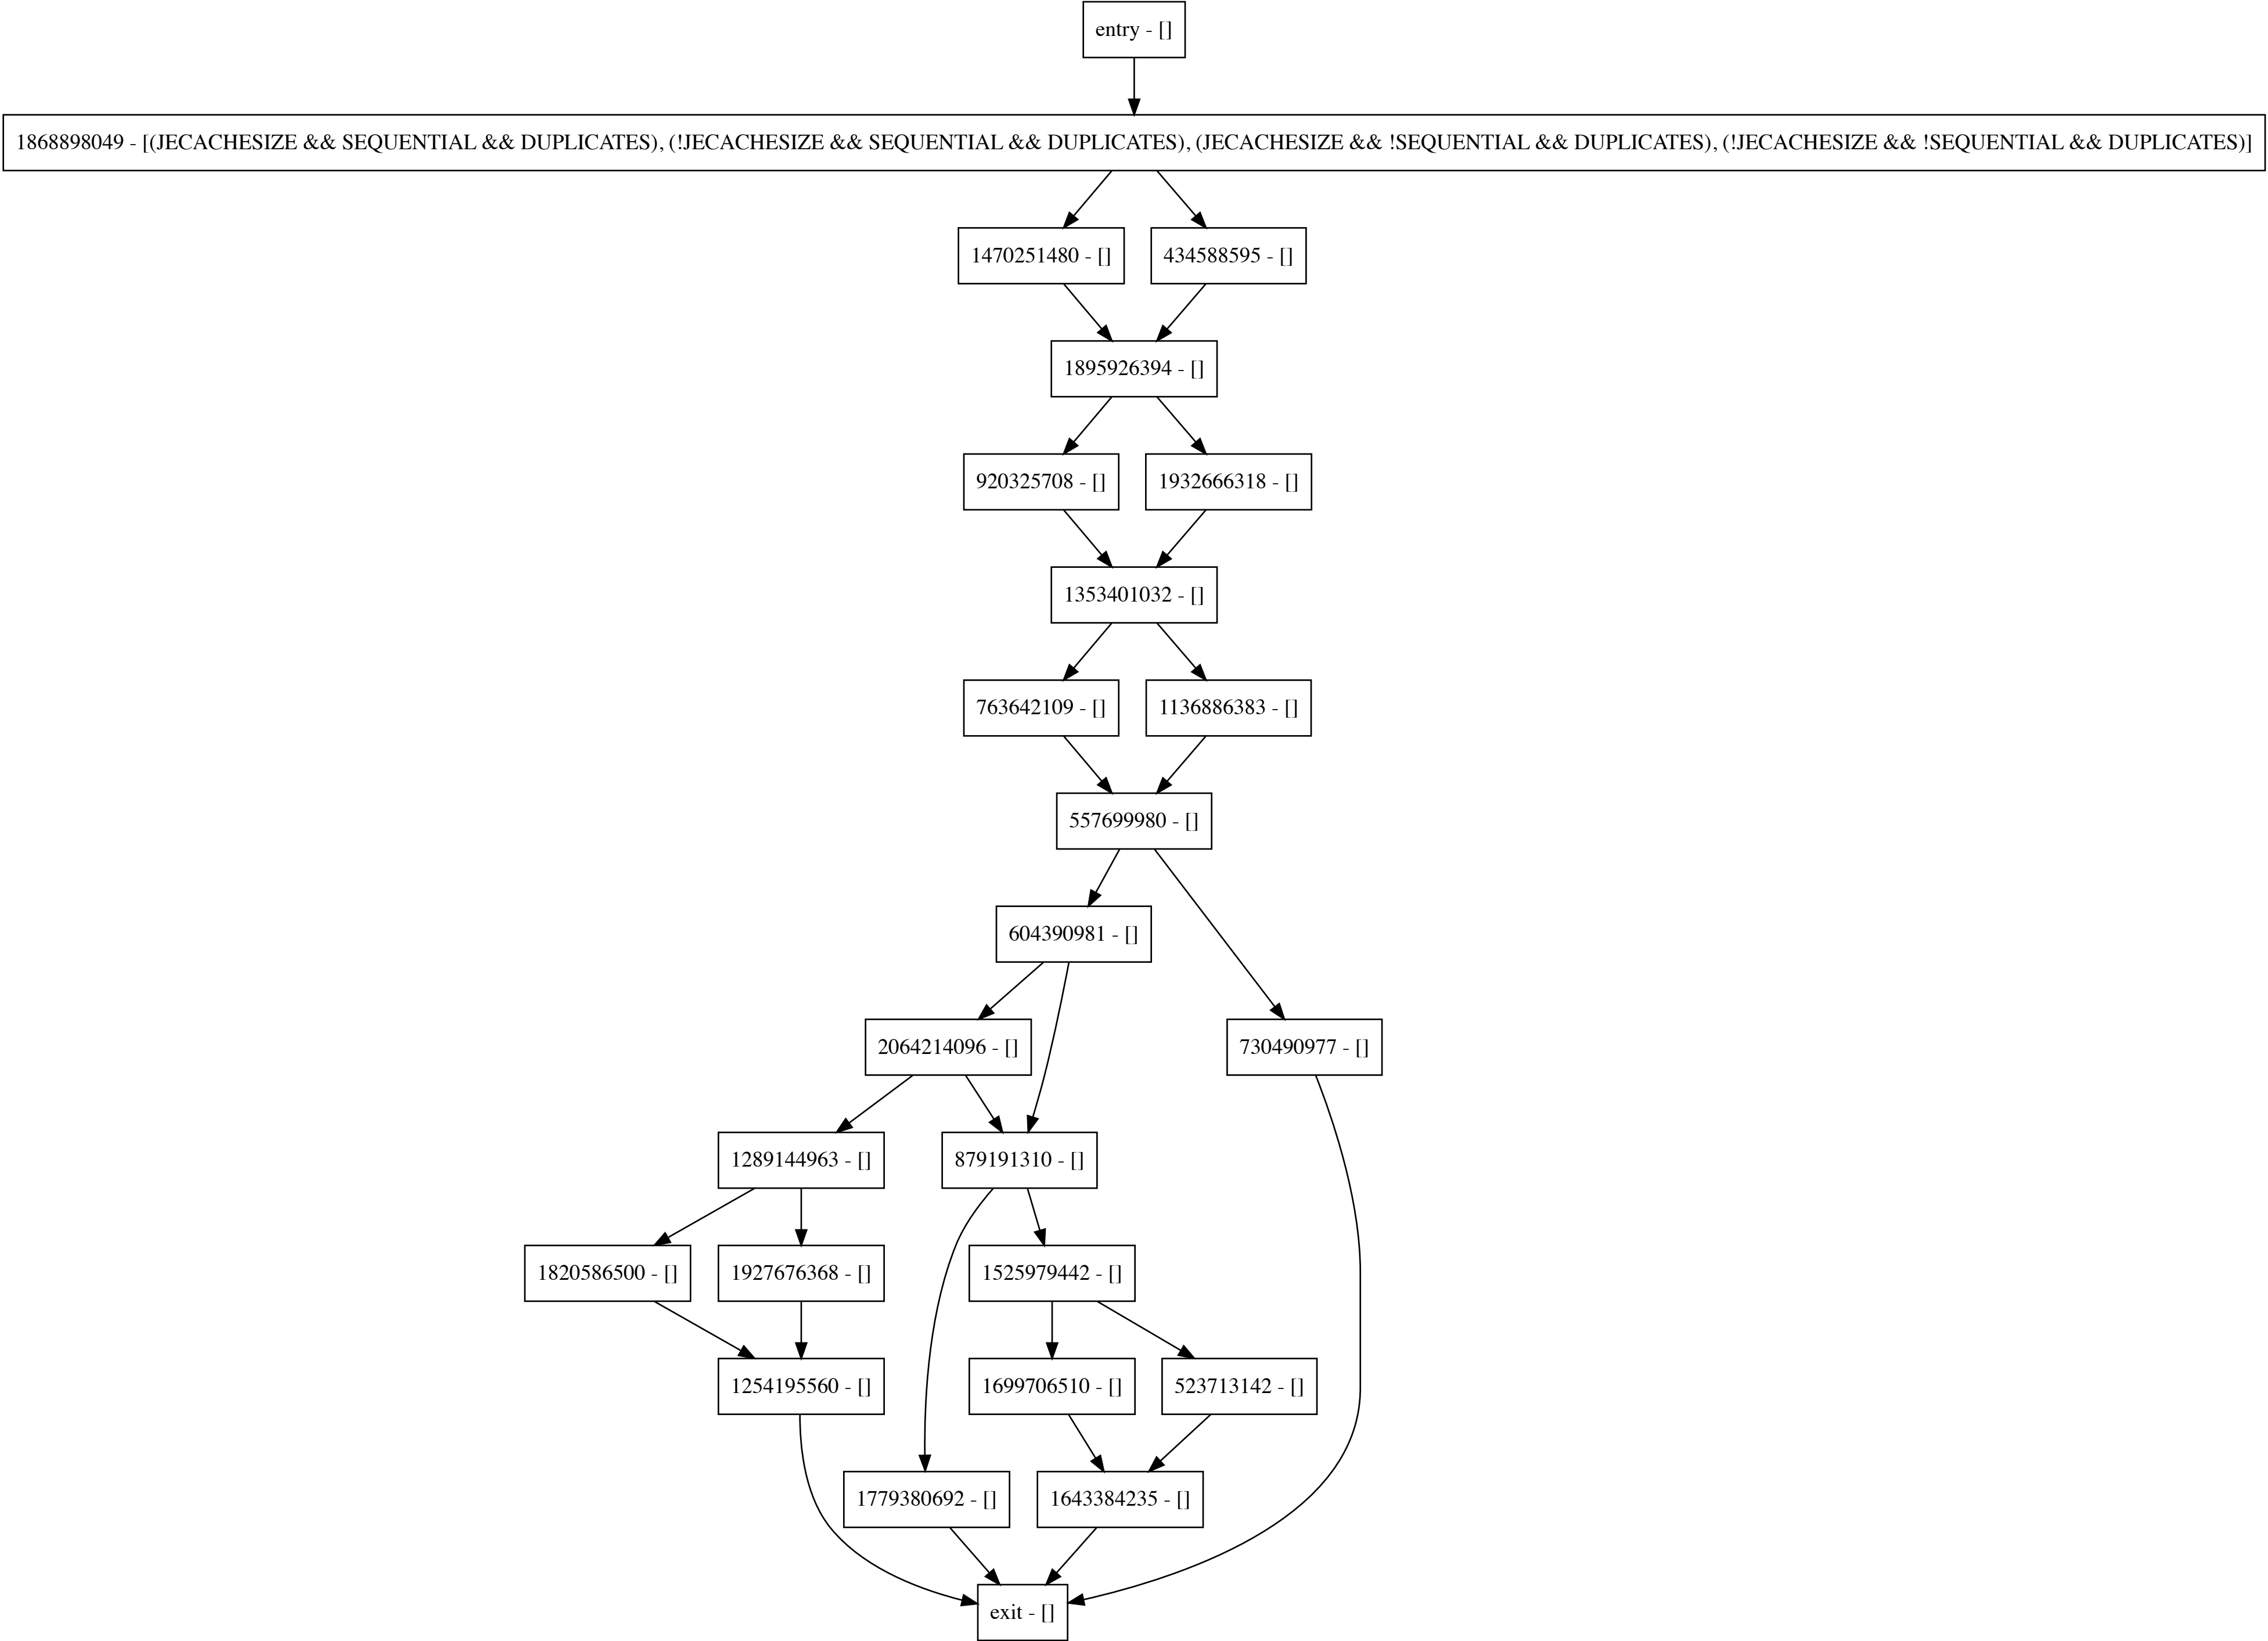 entry - []
1868898049 - [(JECACHESIZE && SEQUENTIAL && DUPLICATES), (!JECACHESIZE && SEQUENTIAL && DUPLICATES), (JECACHESIZE && !SEQUENTIAL && DUPLICATES), (!JECACHESIZE && !SEQUENTIAL && DUPLICATES)]
1470251480 - []
434588595 - []
1895926394 - []
920325708 - []
1932666318 - []
1353401032 - []
763642109 - []
1136886383 - []
557699980 - []
604390981 - []
2064214096 - []
730490977 - []
1289144963 - []
879191310 - []
1820586500 - []
1927676368 - []
1525979442 - []
1254195560 - []
1699706510 - []
523713142 - []
1779380692 - []
1643384235 - []
exit - []